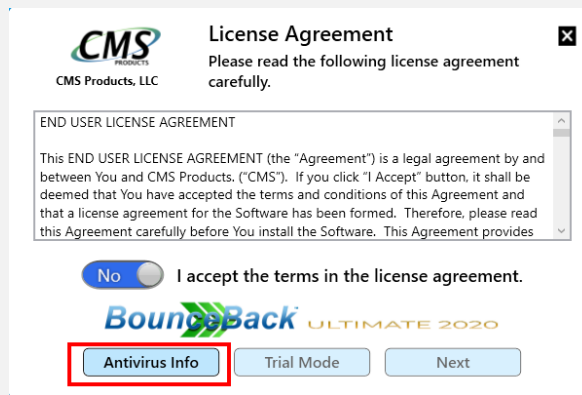 CMS
PRODUCTS
CMS Products, LLC
License Agreement
Please read the following license agreement
carefully.
END USER LICENSE AGREEMENT
This END USER LICENSE AGREEMENT (the “Agreement”) is a legal agreement by and
between You and CMS Products. (“CMS”).  If you click “I Accept” button, it shall be
deemed that You have accepted the terms and conditions of this Agreement and
that a license agreement for the Software has been formed.  Therefore, please read
this Agreement carefully before You install the Software.  This Agreement provides
No
I accept the terms in the license agreement.
BounceBack ULTIMATE 2020
Antivirus Info
Trial Mode
Next